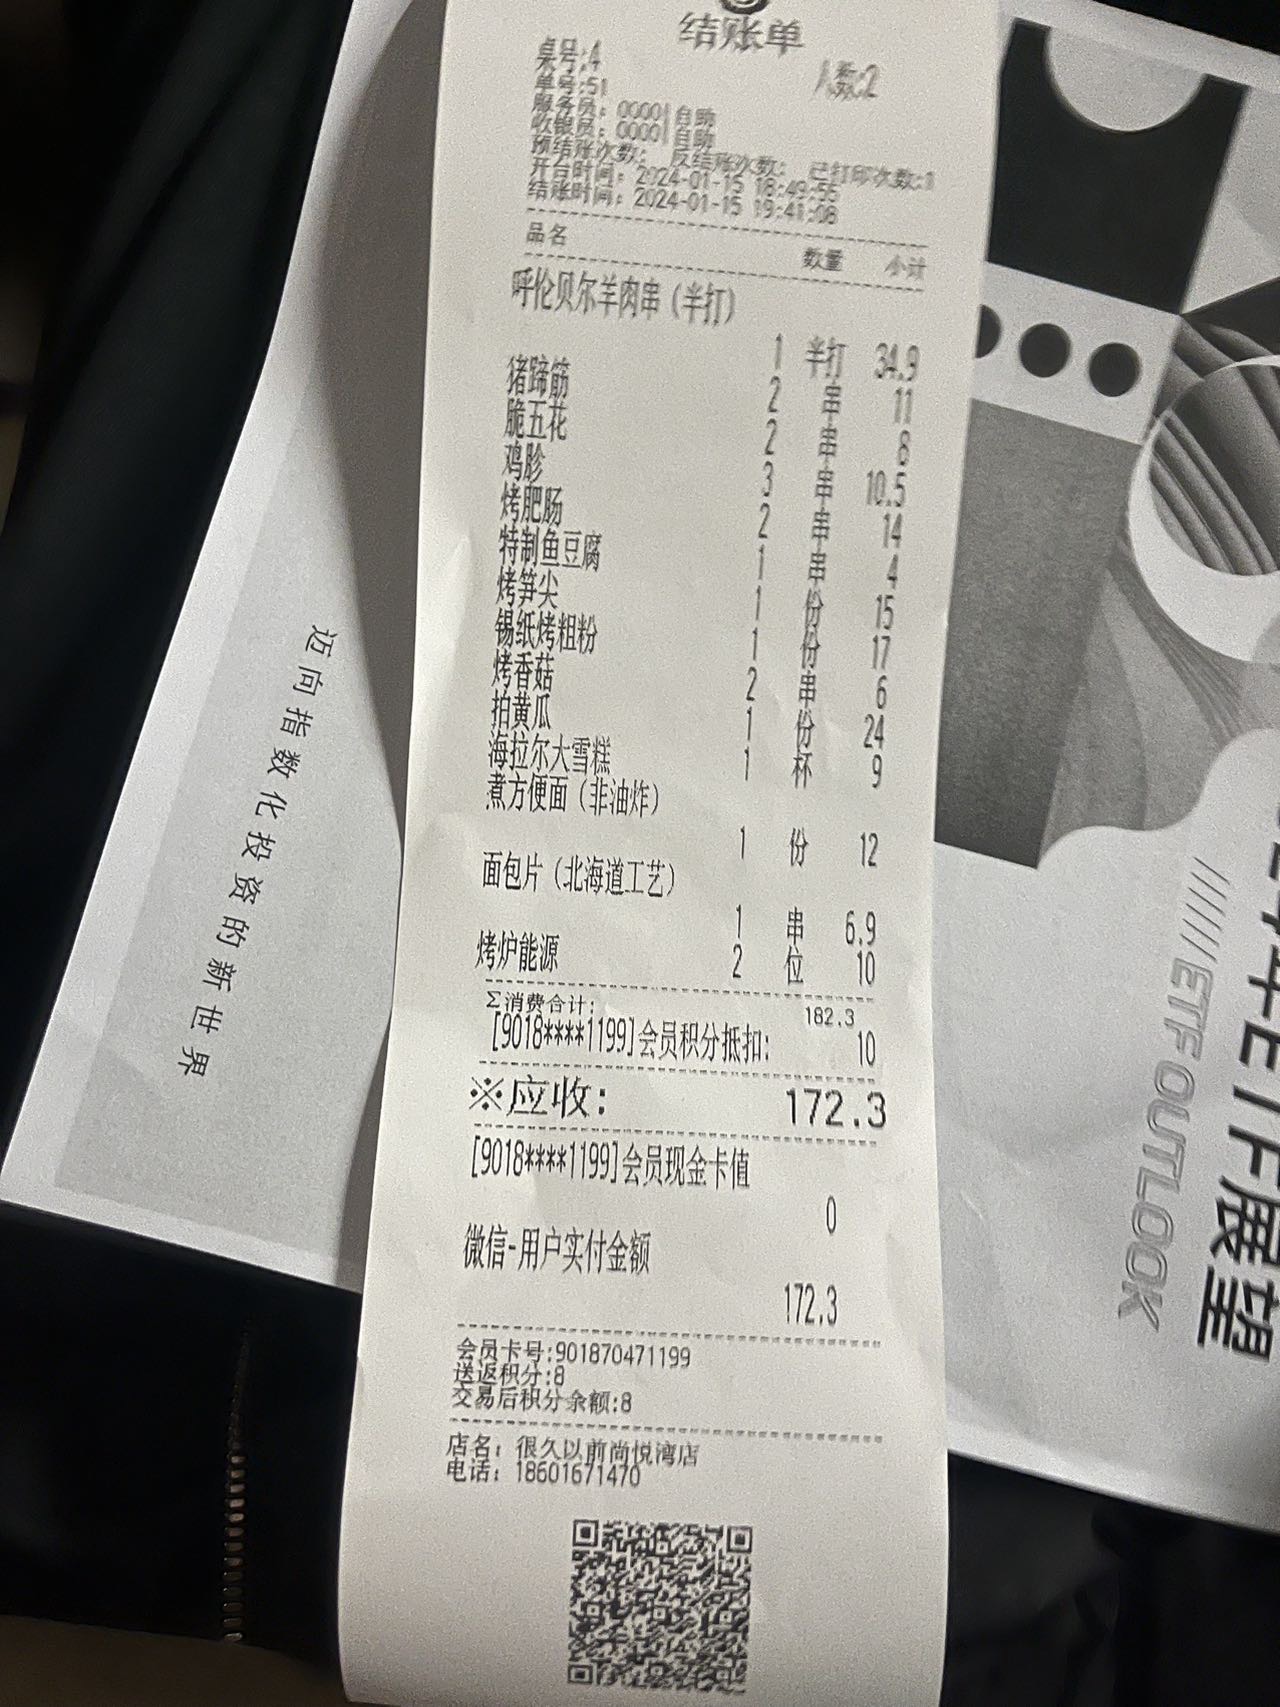 结账单
桌号:4 人数:2
单号:51
服务员: 0000| 自助
收银员: 0000| 自助
预结账次数: 反结账次数: 已打印次数:1
开台时间: 2024-01-15 18:49:55
结账时间: 2024-01-15 19:41:08
品名 数量 小计
呼伦贝尔羊肉串(半打)
1 半打 34.9
猪蹄筋 2 串 11
脆五花 2 串 8
鸡胗 3 串 10.5
烤肥肠 2 串 14
特制鱼豆腐 1 串 4
烤笋尖 1 份 15
锡纸烤粗粉 1 份 17
烤香菇 2 串 6
拍黄瓜 1 份 24
海拉尔大雪糕 1 杯 9
煮方便面(非油炸)
1 份 12
面包片(北海道工艺)
1 串 6.9
烤炉能源 2 位 10
Σ消费合计: 182.3
[9018****1199]会员积分抵扣: 10
※应收: 172.3
[9018****1199]会员现金卡值
0
微信-用户实付金额
172.3
会员卡号:901870471199
送返积分:8
交易后积分余额:8
店名: 很久以前尚悦湾店
电话: 18601671470
迈向指数化投资的新世界
ETF展望
//////ETF OUTLOOK